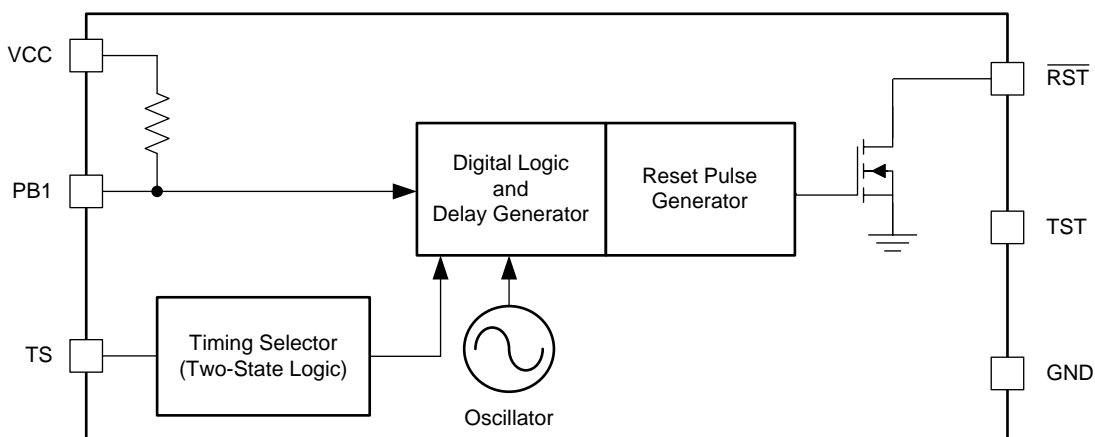 VCC
RST
PB1
Digital Logic
and
Delay Generator
Reset Pulse
Generator
TST
TS
Timing Selector
(Two-State Logic)
GND
Oscillator